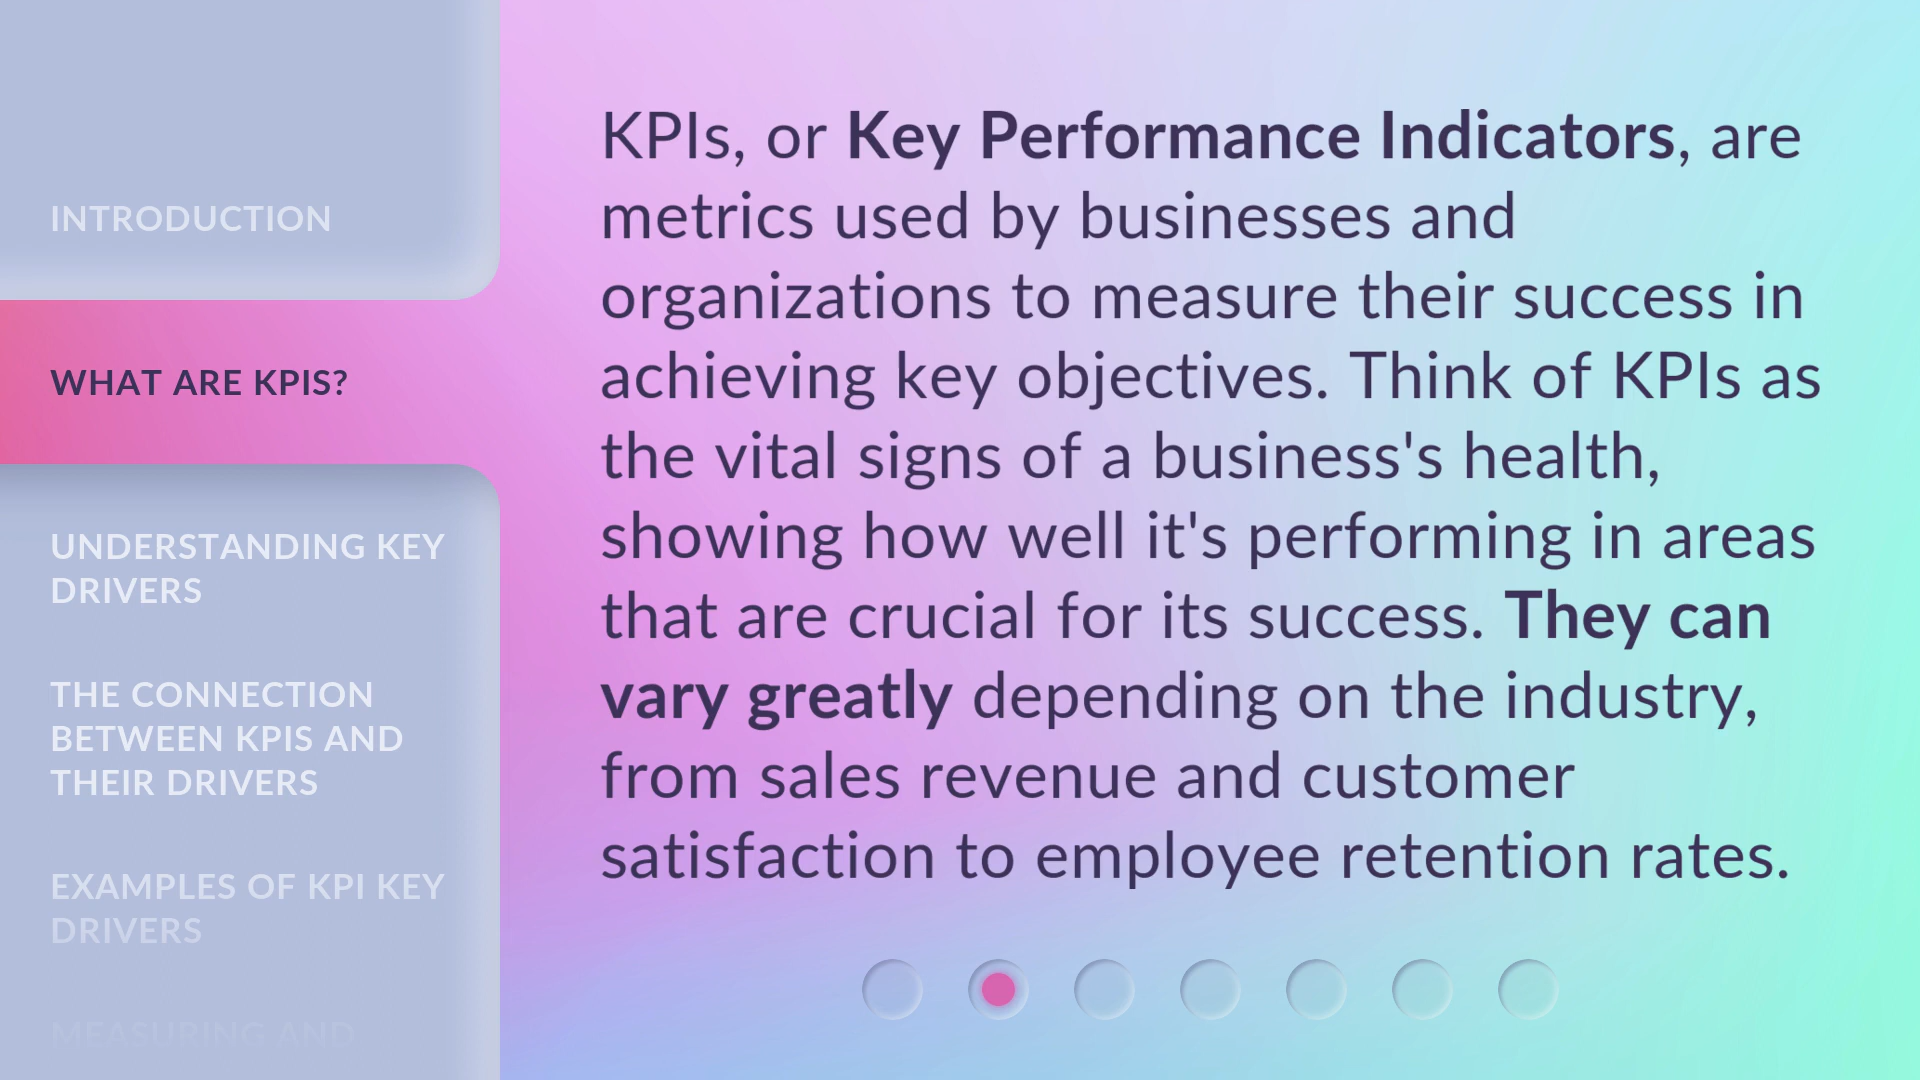 INTRODUCTION
WHAT ARE KPIS?
UNDERSTANDING KEY
DRIVERS
THE CONNECTION
BETWEEN KPIS AND
THEIR DRIVERS
EXAMPLES OF KPI KEY
DRIVERS
MEASURING AND
KPIs, or Key Performance Indicators, are
metrics used by businesses and
organizations to measure their success in
achieving key objectives. Think of KPIs as
the vital signs of a business's health,
showing how well it's performing in areas
that are crucial for its success. They can
vary greatly depending on the industry,
from sales revenue and customer
satisfaction to employee retention rates.